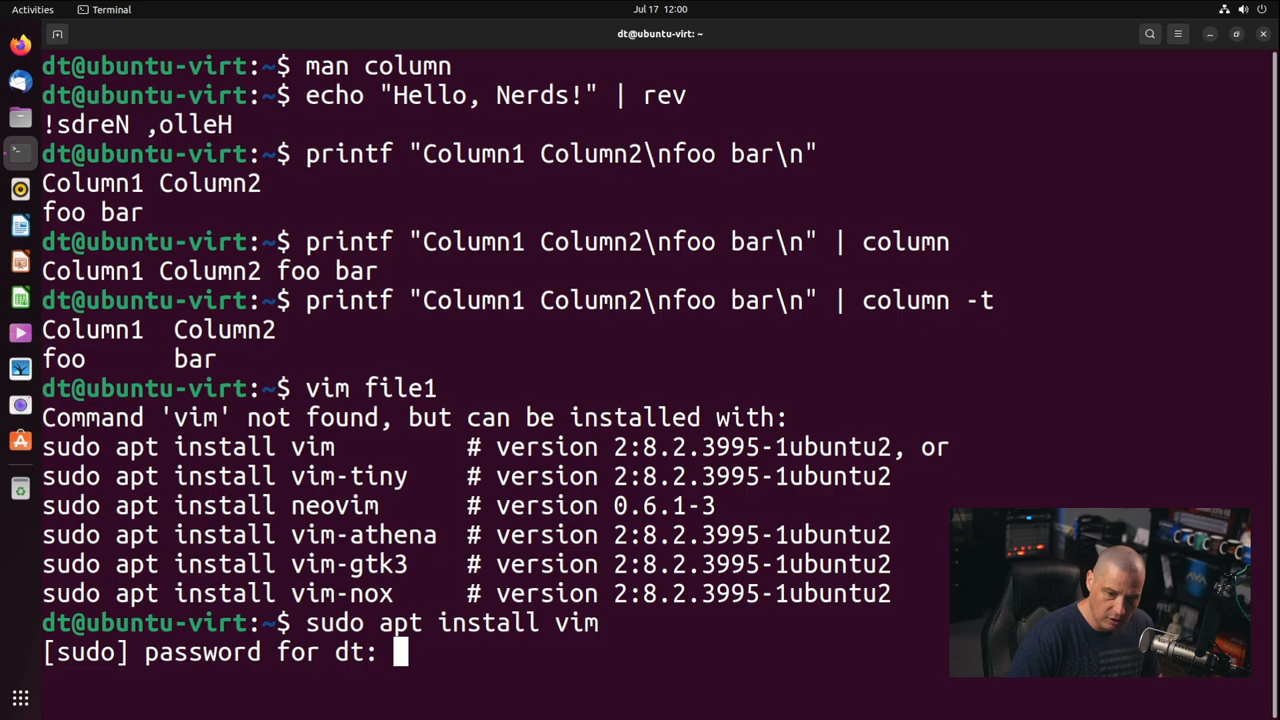 Activities
Terminal
Jul 17 12:00
dt@ubuntu-virt: ~
dt@ubuntu-virt:~$ man column
dt@ubuntu-virt:~$ echo "Hello, Nerds!" | rev
!sdreN ,olleH
dt@ubuntu-virt:~$ printf "Column1 Column2\nfoo bar\n"
Column1 Column2
foo bar
dt@ubuntu-virt:~$ printf "Column1 Column2\nfoo bar\n" | column
Column1 Column2 foo bar
dt@ubuntu-virt:~$ printf "Column1 Column2\nfoo bar\n" | column -t
Column1  Column2
foo      bar
dt@ubuntu-virt:~$ vim file1
Command 'vim' not found, but can be installed with:
sudo apt install vim         # version 2:8.2.3995-1ubuntu2, or
sudo apt install vim-tiny    # version 2:8.2.3995-1ubuntu2
sudo apt install neovim      # version 0.6.1-3
sudo apt install vim-athena  # version 2:8.2.3995-1ubuntu2
sudo apt install vim-gtk3    # version 2:8.2.3995-1ubuntu2
sudo apt install vim-nox     # version 2:8.2.3995-1ubuntu2
dt@ubuntu-virt:~$ sudo apt install vim
[sudo] password for dt: